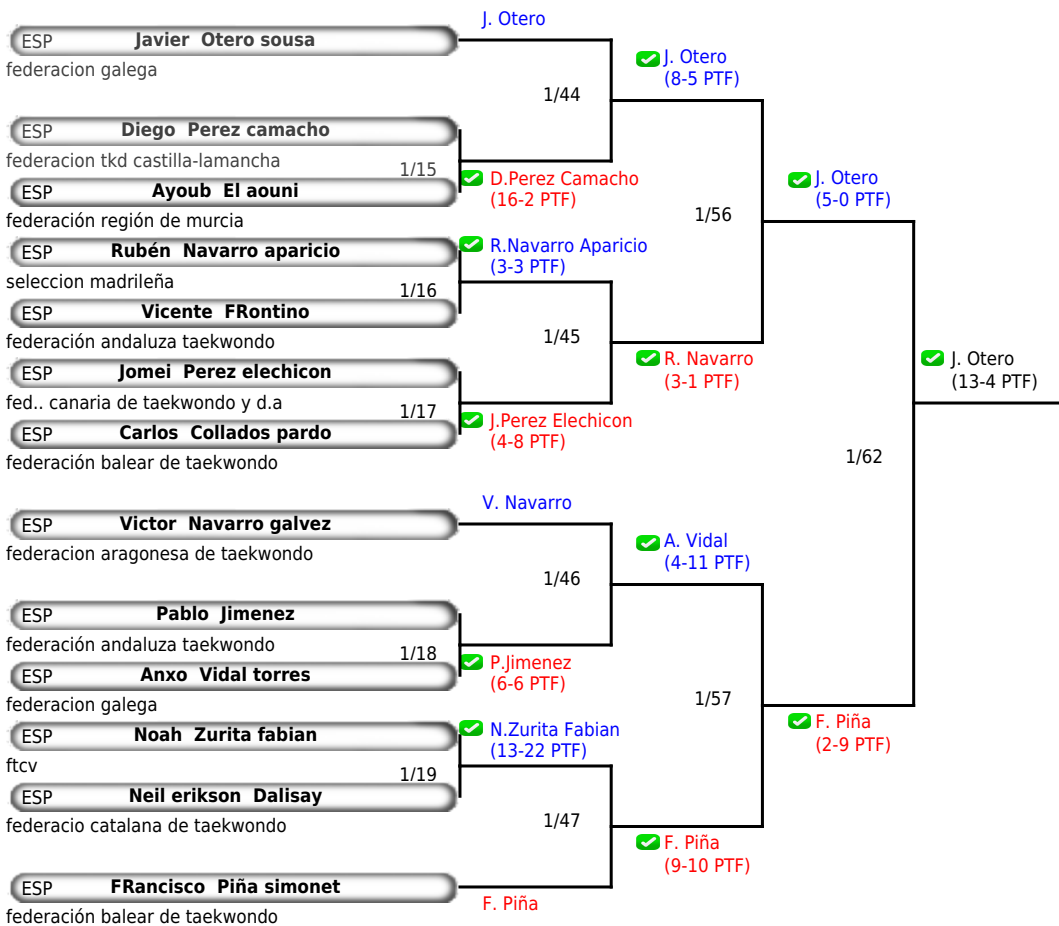 J. Otero
ESP Javier Otero sousa
federacion galega
J. Otero
(8-5 PTF)
1/44
ESP Diego Perez camacho
federacion tkd castilla-lamancha
1/15
D.Perez Camacho
(16-2 PTF)
ESP Ayoub El aouni
federación región de murcia
J. Otero
(5-0 PTF)
1/56
ESP Rubén Navarro aparicio
R.Navarro Aparicio
(3-3 PTF)
seleccion madrileña
1/16
ESP Vicente FRontino
federación andaluza taekwondo
1/45
R. Navarro
(3-1 PTF)
ESP Jomei Perez elechicon
fed.. canaria de taekwondo y d.a
1/17
J.Perez Elechicon
(4-8 PTF)
ESP Carlos Collados pardo
federación balear de taekwondo
J. Otero
(13-4 PTF)
1/62
V. Navarro
ESP Victor Navarro galvez
federacion aragonesa de taekwondo
A. Vidal
(4-11 PTF)
1/46
ESP Pablo Jimenez
federación andaluza taekwondo
1/18
P.Jimenez
(6-6 PTF)
ESP Anxo Vidal torres
federacion galega
1/57
F. Piña
(2-9 PTF)
ESP Noah Zurita fabian
N.Zurita Fabian
(13-22 PTF)
ftcv
1/19
ESP Neil erikson Dalisay
federacio catalana de taekwondo
1/47
F. Piña
(9-10 PTF)
ESP FRancisco Piña simonet
F. Piña
federación balear de taekwondo